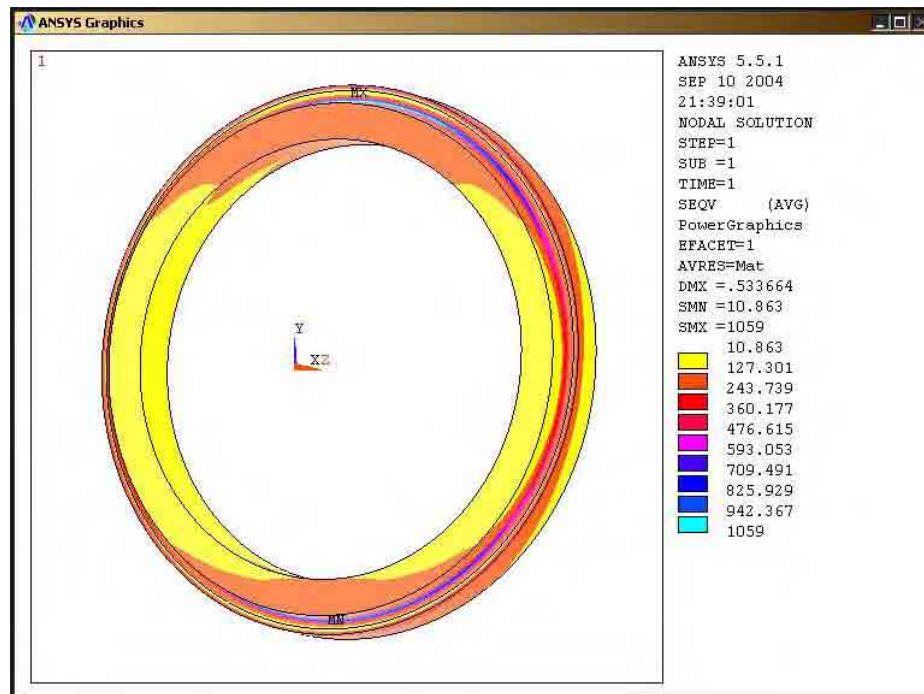 ANSYS Graphics
1
MX
ANSYS 5.5.1
SEP 10 2004
21:39:01
NODAL SOLUTION
STEP=1
SUB =1
TIME=1
SEQV (AVG)
PowerGraphics
EFACET=1
AVRES=Mat
DMX =.533664
SMN =10.863
SMX =1059
10.863
127.301
243.739
360.177
476.615
593.053
709.491
825.929
942.367
1059
Y
XZ
MN